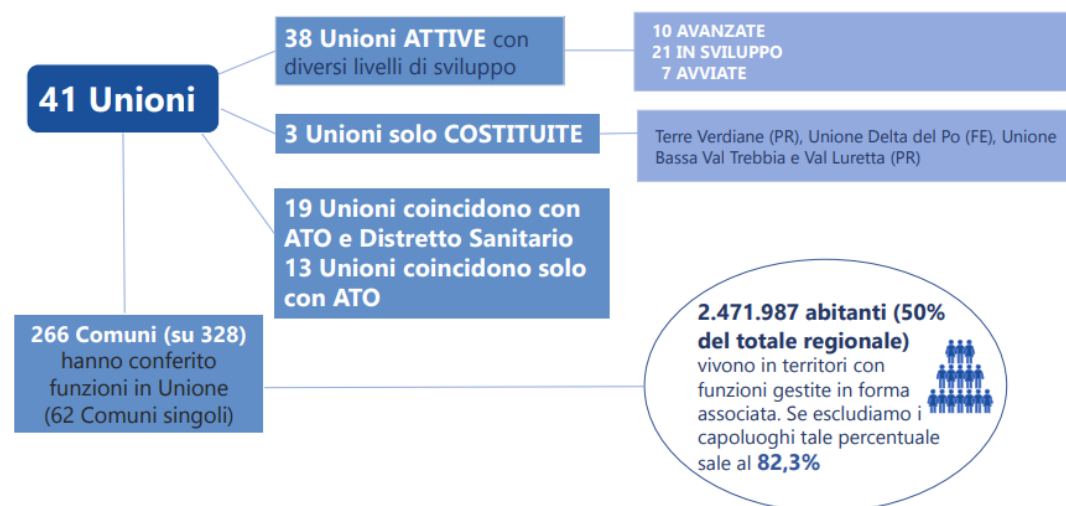 41 Unioni
38 Unioni ATTIVE con
diversi livelli di sviluppo
10 AVANZATE
21 IN SVILUPPO
7 AVVIATE
3 Unioni solo COSTITUITE
Terre Verdiane (PR), Unione Delta del Po (FE), Unione
Bassa Val Trebbia e Val Luretta (PR)
19 Unioni coincidono con
ATO e Distretto Sanitario
13 Unioni coincidono solo
con ATO
266 Comuni (su 328)
hanno conferito
funzioni in Unione
(62 Comuni singoli)
2.471.987 abitanti (50%
del totale regionale)
vivono in territori con
funzioni gestite in forma
associata. Se escludiamo i
capoluoghi tale percentuale
sale al 82,3%